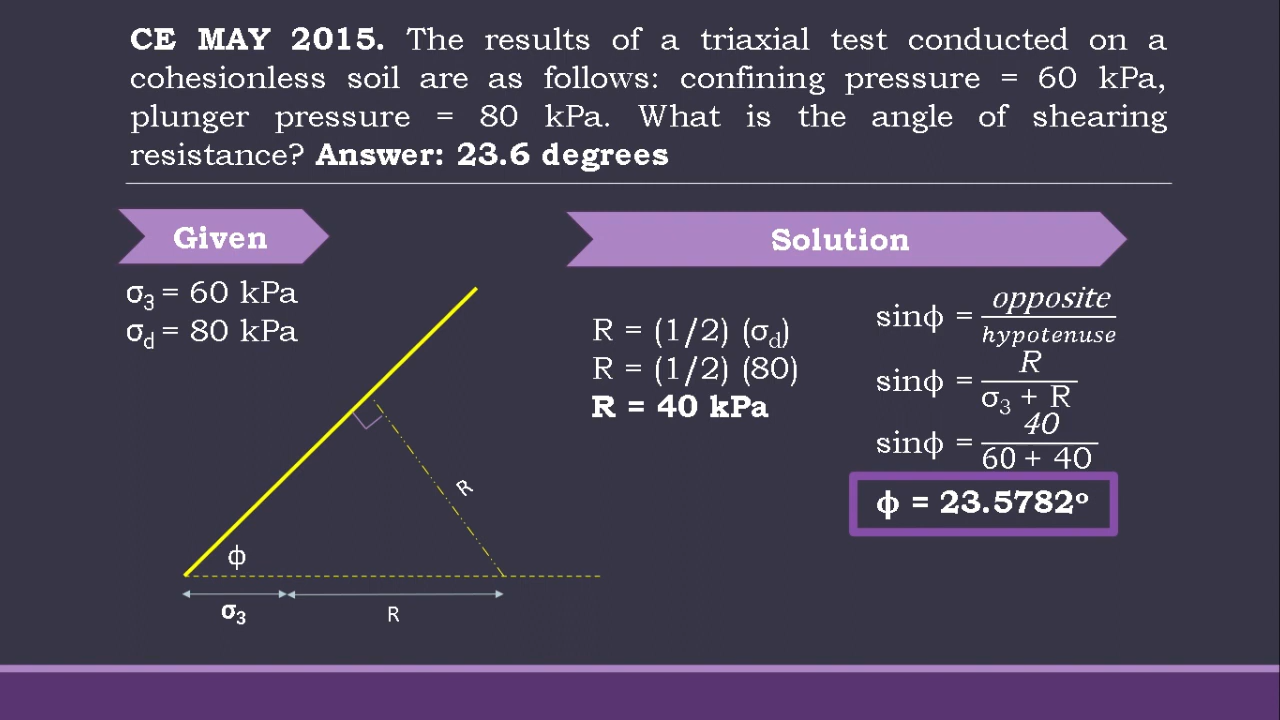 CE MAY 2015. The results of a triaxial test conducted on a
cohesionless soil are as follows: confining pressure = 60 kPa,
plunger pressure = 80 kPa. What is the angle of shearing
resistance? Answer: 23.6 degrees
Given
σ₃ = 60 kPa
σd = 80 kPa
ϕ
R
σ₃
R
Solution
R = (1/2) (σd)
R = (1/2) (80)
R = 40 kPa
sinϕ = opposite / hypotenuse
sinϕ = R / σ₃ + R
sinϕ = 40 / 60 + 40
ϕ = 23.5782°